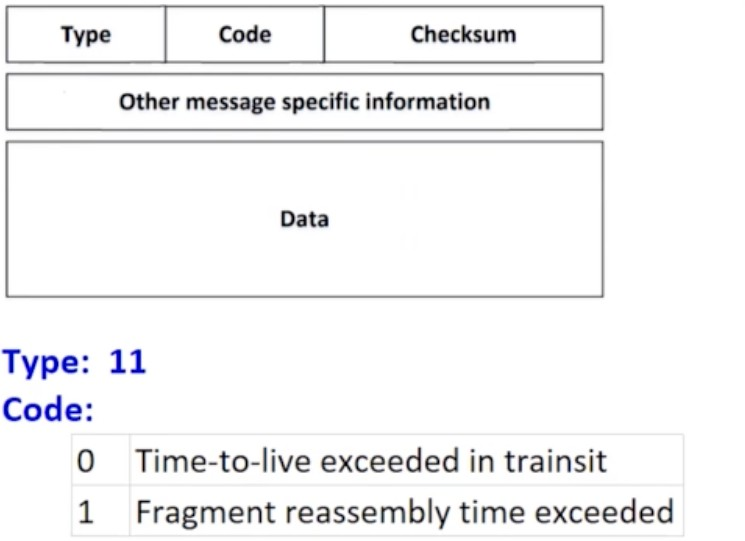 Type Code Checksum
Other message specific information
Data
Type: 11
Code:
0 Time-to-live exceeded in trainsit
1 Fragment reassembly time exceeded